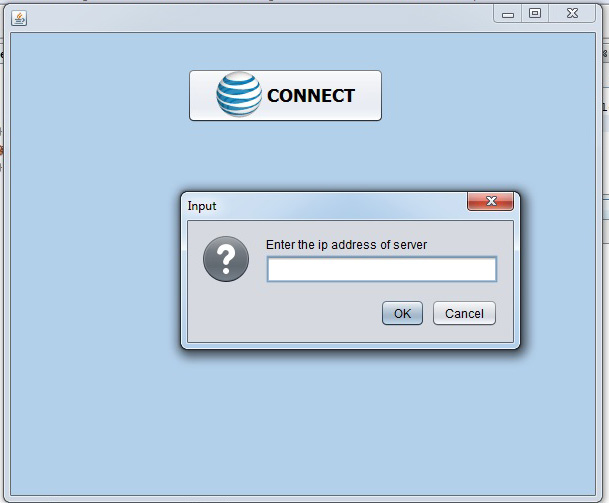 CONNECT
Input
Enter the ip address of server
OK
Cancel